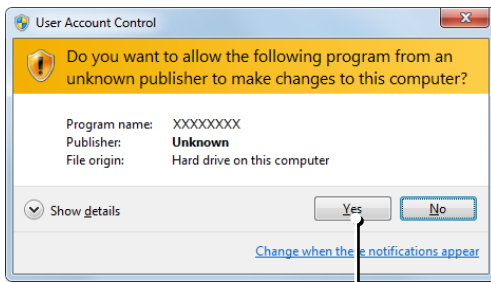 User Account Control
Do you want to allow the following program from an
unknown publisher to make changes to this computer?
Program name: XXXXXXXX
Publisher: Unknown
File origin: Hard drive on this computer
Show details
Yes
No
Change when these notifications appear